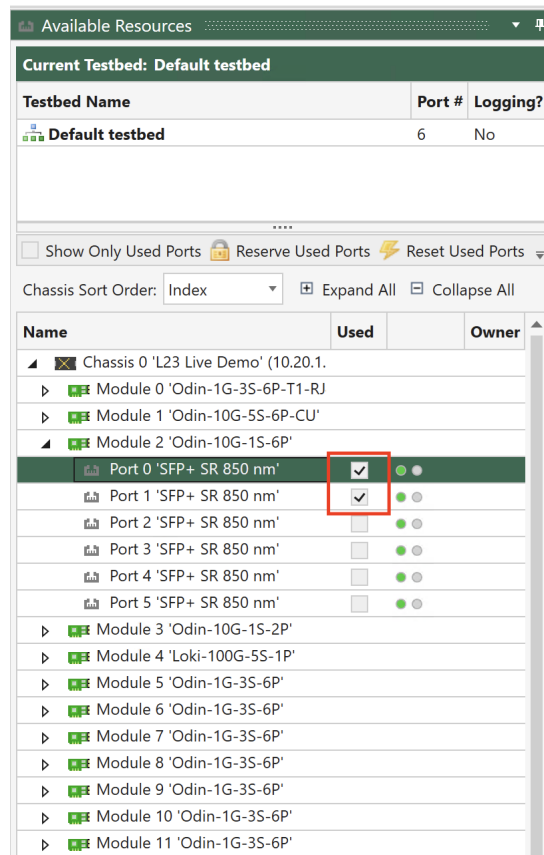 Available Resources
Current Testbed: Default testbed
Testbed Name Port # Logging?
Default testbed 6 No
Show Only Used Ports Reserve Used Ports Reset Used Ports
Chassis Sort Order: Index Expand All Collapse All
Name Used Owner
Chassis 0 'L23 Live Demo' (10.20.1.
Module 0 'Odin-1G-3S-6P-T1-RJ
Module 1 'Odin-10G-5S-6P-CU'
Module 2 'Odin-10G-1S-6P'
Port 0 'SFP+ SR 850 nm'
Port 1 'SFP+ SR 850 nm'
Port 2 'SFP+ SR 850 nm'
Port 3 'SFP+ SR 850 nm'
Port 4 'SFP+ SR 850 nm'
Port 5 'SFP+ SR 850 nm'
Module 3 'Odin-10G-1S-2P'
Module 4 'Loki-100G-5S-1P'
Module 5 'Odin-1G-3S-6P'
Module 6 'Odin-1G-3S-6P'
Module 7 'Odin-1G-3S-6P'
Module 8 'Odin-1G-3S-6P'
Module 9 'Odin-1G-3S-6P'
Module 10 'Odin-1G-3S-6P'
Module 11 'Odin-1G-3S-6P'